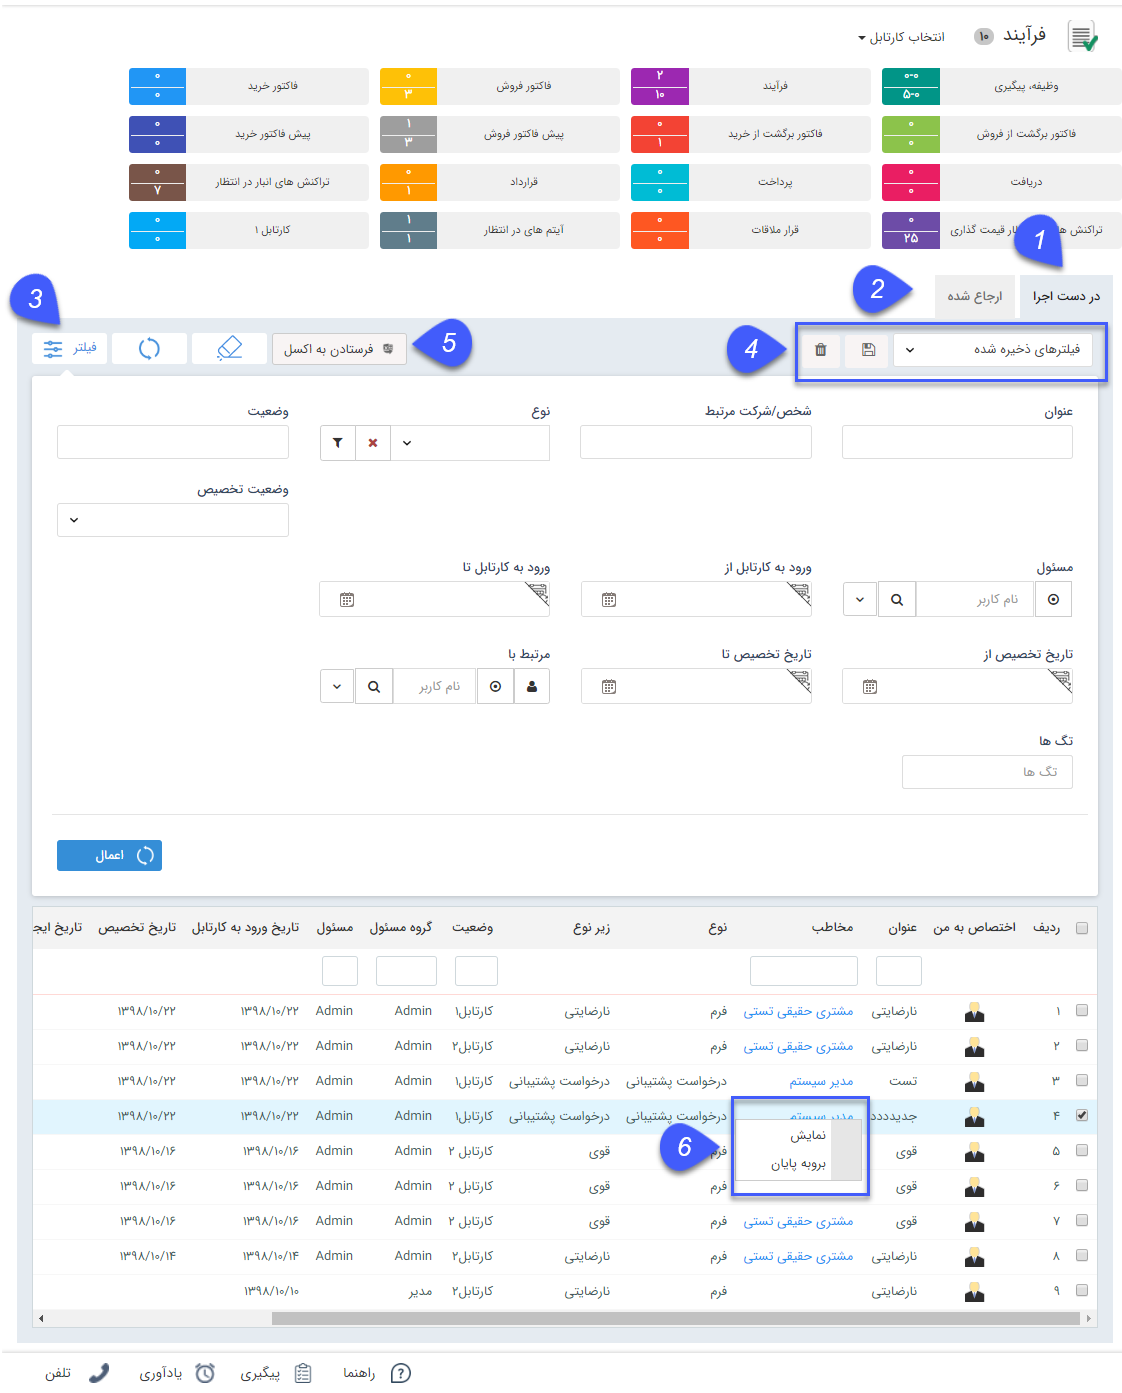 فرآیند ۱۰ انتخاب کارتابل
وظیفه، پیگیری ۰-۰ ۵-۰ فرآیند ۲ ۱۰ فاکتور فروش ۰ ۳ فاکتور خرید ۰ ۰
فاکتور برگشت از فروش ۰ ۰ فاکتور برگشت از خرید ۰ ۱ پیش فاکتور فروش ۱ ۳ پیش فاکتور خرید ۰ ۰
دریافت ۰ ۰ پرداخت ۰ ۰ قرارداد ۰ ۱ تراکنش های انبار در انتظار ۰ ۷
تراکنش قیمت گذاری ۰ ۲۵ قرار ملاقات ۰ ۰ آیتم های در انتظار ۱ ۱ کارتابل ۱ ۰ ۰
1
در دست اجرا ارجاع شده 2
3
فیلترهای ذخیره شده 4 5 فرستادن به اکسل فیلتر
عنوان شخص/شرکت مرتبط نوع وضعیت
وضعیت تخصیص
مسئول ورود به کارتابل از ورود به کارتابل تا
نام کاربر
تاریخ تخصیص از تاریخ تخصیص تا مرتبط با
نام کاربر
تگ ها
تگ ها
اعمال
ردیف اختصاص به من عنوان مخاطب نوع زیر نوع وضعیت گروه مسئول مسئول تاریخ ورود به کارتابل تاریخ تخصیص تاریخ ایج
۱ نارضایتی مشتری حقیقی تستی فرم نارضایتی کارتابل۱ Admin Admin ۱۳۹۸/۱۰/۲۲ ۱۳۹۸/۱۰/۲۲
۲ نارضایتی مشتری حقیقی تستی فرم نارضایتی کارتابل۲ Admin Admin ۱۳۹۸/۱۰/۲۲ ۱۳۹۸/۱۰/۲۲
۳ تست مدیر سیستم درخواست پشتیبانی درخواست پشتیبانی کارتابل۱ Admin Admin ۱۳۹۸/۱۰/۲۲ ۱۳۹۸/۱۰/۲۲
۴ جدیدددد مدیر سیستم درخواست پشتیبانی درخواست پشتیبانی کارتابل۱ Admin Admin ۱۳۹۸/۱۰/۲۲ ۱۳۹۸/۱۰/۲۲
نمایش
بروبه پایان
6
۵ قوی فرم قوی کارتابل ۲ Admin Admin ۱۳۹۸/۱۰/۱۶ ۱۳۹۸/۱۰/۱۶
۶ قوی فرم قوی کارتابل ۲ Admin Admin ۱۳۹۸/۱۰/۱۶ ۱۳۹۸/۱۰/۱۶
۷ قوی مشتری حقیقی تستی فرم قوی کارتابل ۲ Admin Admin ۱۳۹۸/۱۰/۱۶ ۱۳۹۸/۱۰/۱۶
۸ نارضایتی مشتری حقیقی تستی فرم نارضایتی کارتابل۲ Admin Admin ۱۳۹۸/۱۰/۱۴ ۱۳۹۸/۱۰/۱۴
۹ نارضایتی فرم نارضایتی کارتابل۲ مدیر ۱۳۹۸/۱۰/۱۰
راهنما پیگیری یادآوری تلفن